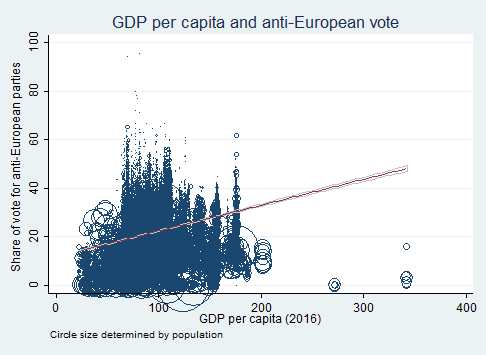 GDP per capita and anti-European vote
Share of vote for anti-European parties
100
80
60
40
20
0
0 100 200 300 400
GDP per capita (2016)
Circle size determined by population